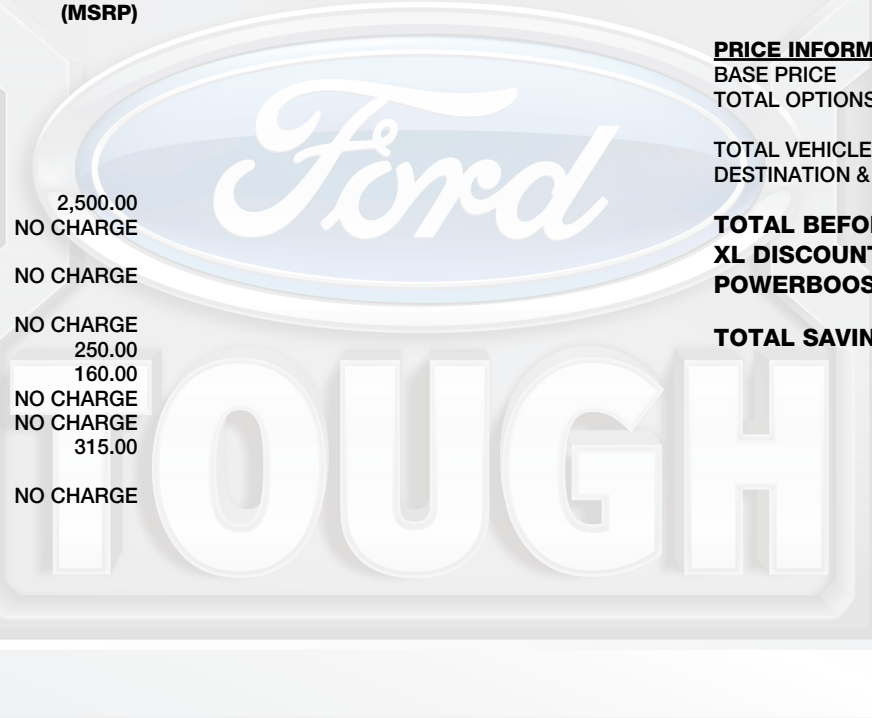 (MSRP)
2,500.00
NO CHARGE
NO CHARGE
NO CHARGE
250.00
160.00
NO CHARGE
NO CHARGE
315.00
NO CHARGE
PRICE INFORM
BASE PRICE
TOTAL OPTIONS
TOTAL VEHICLE
DESTINATION &
TOTAL BEFO
XL DISCOUNT
POWERBOOS
TOTAL SAVIN
Ford
TOUGH